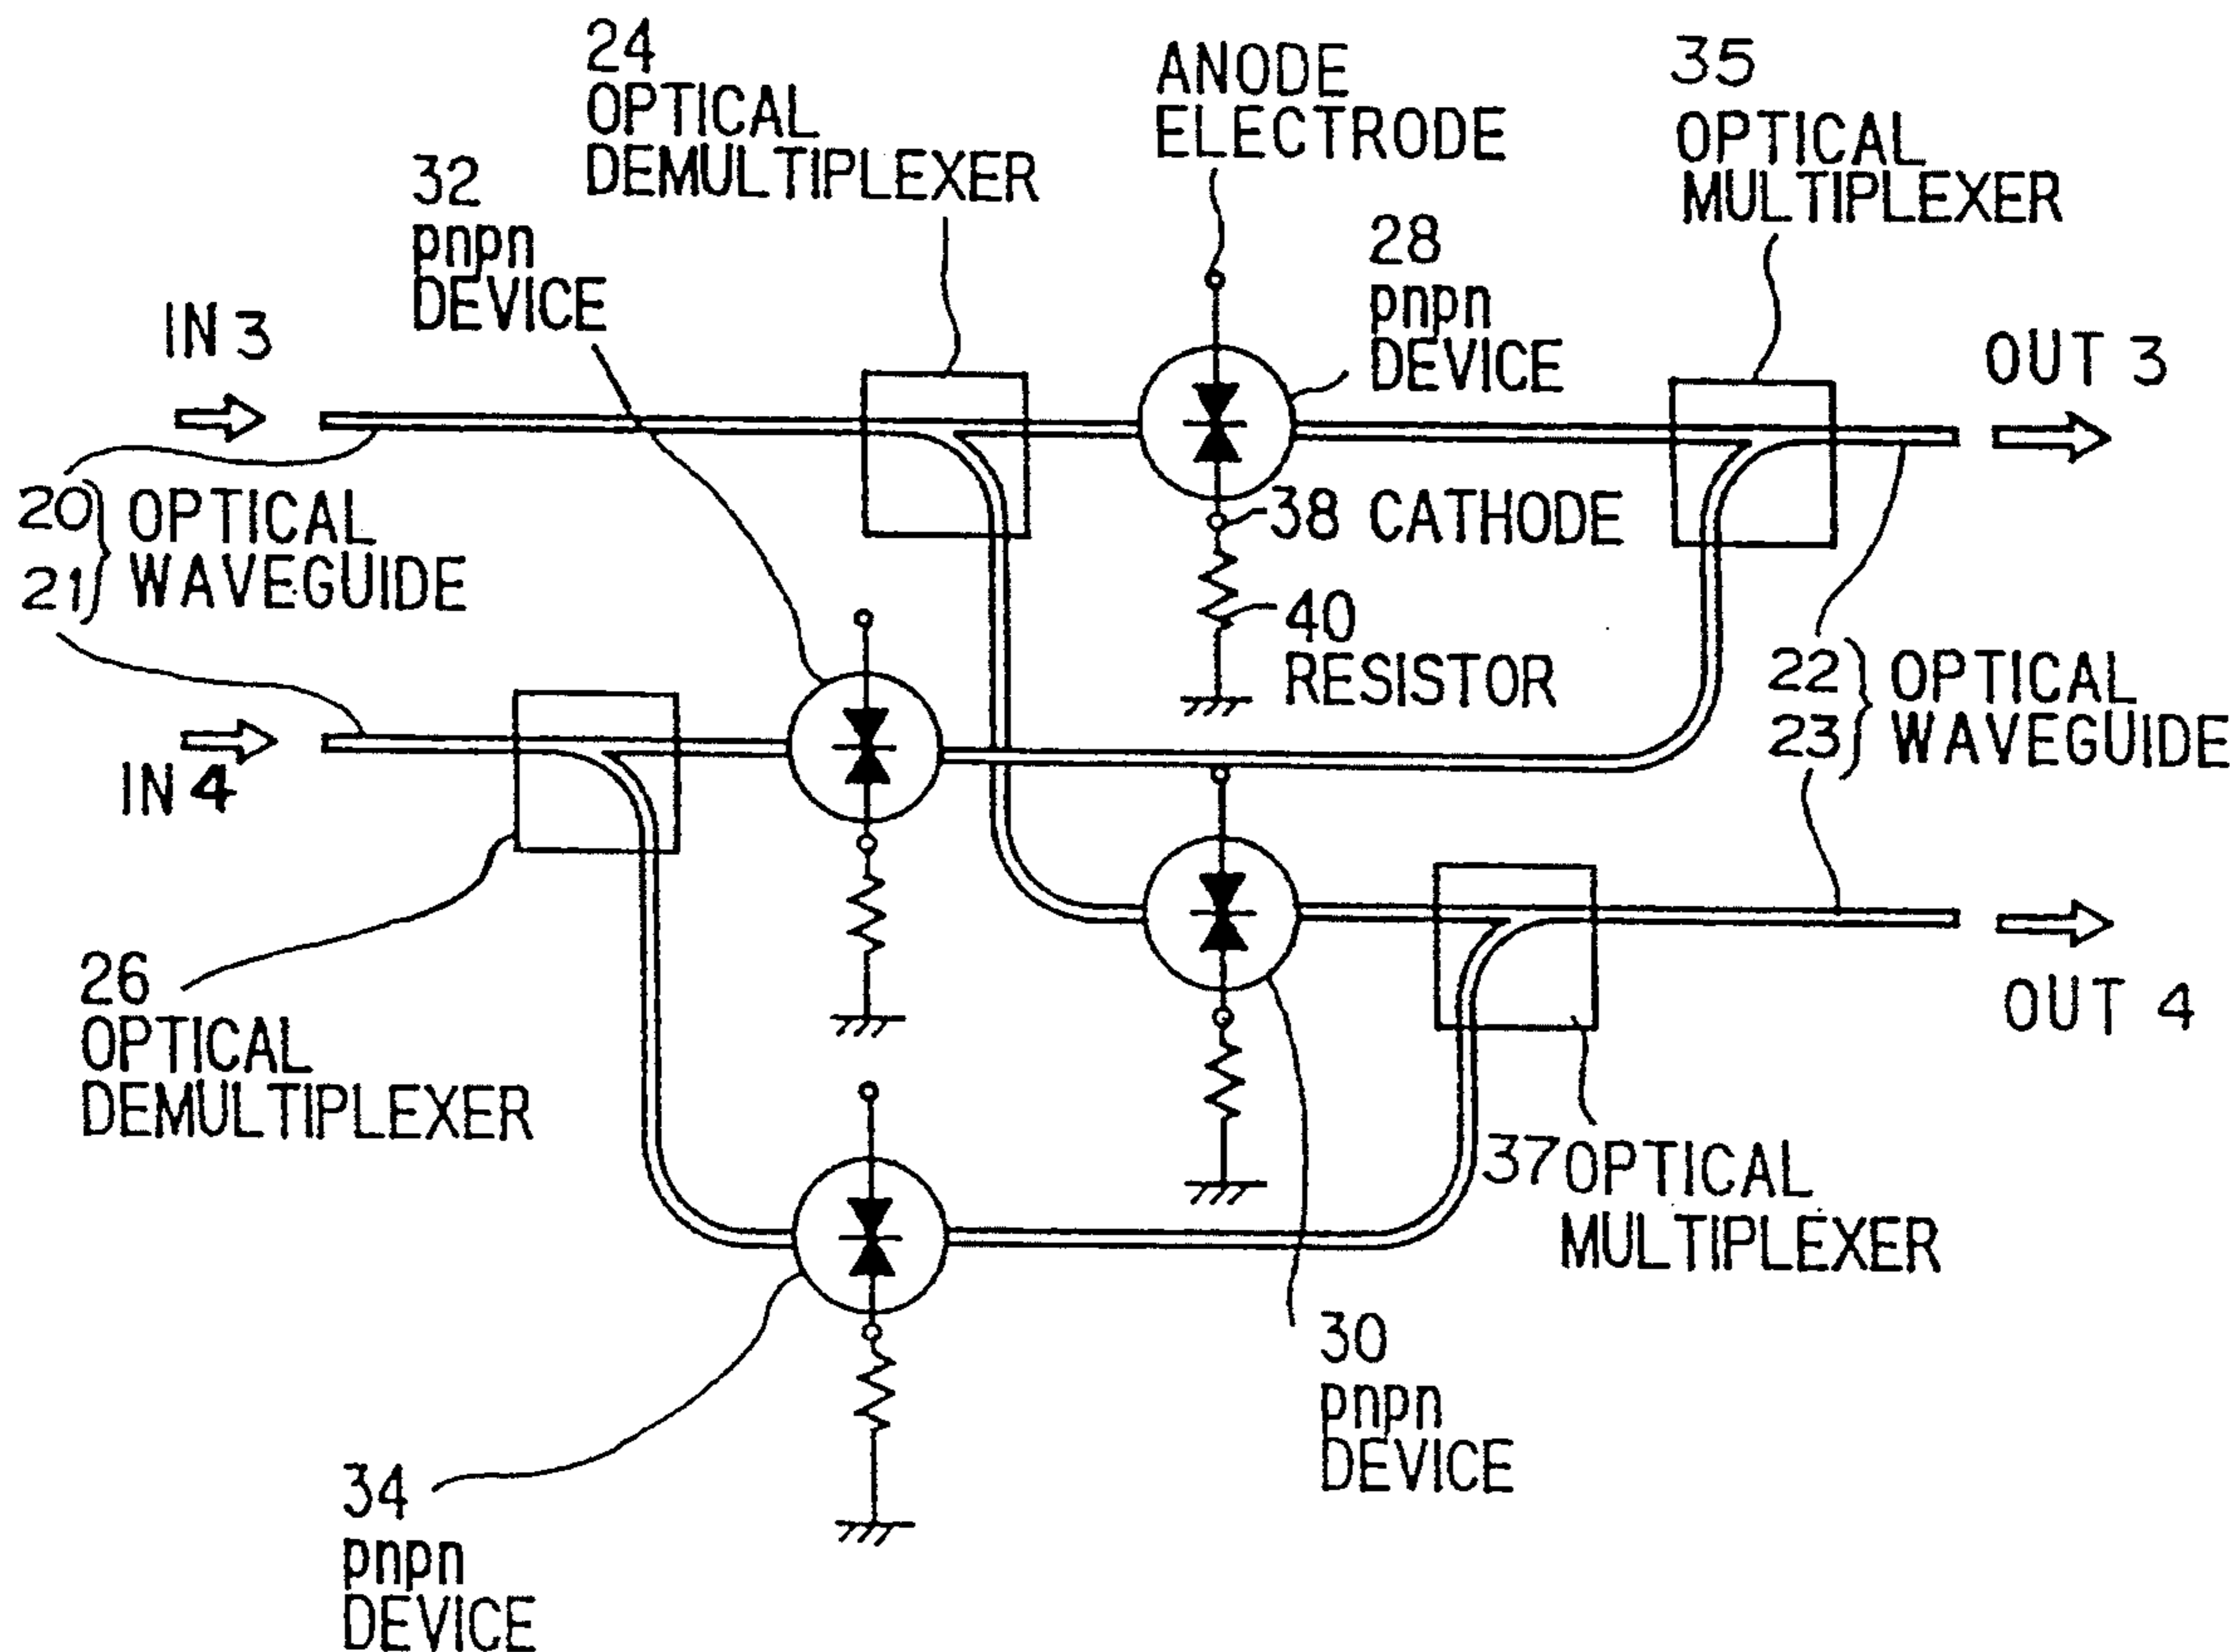 24
OPTICAL
DEMULTIPLEXER
ANODE
ELECTRODE
35
OPTICAL
MULTIPLEXER
32
pnpn
DEVICE
28
pnpn
DEVICE
IN 3
OUT 3
20
21
OPTICAL
WAVEGUIDE
38 CATHODE
40
RESISTOR
22
23
OPTICAL
WAVEGUIDE
IN 4
26
OPTICAL
DEMULTIPLEXER
OUT 4
37 OPTICAL
MULTIPLEXER
30
pnpn
DEVICE
34
pnpn
DEVICE